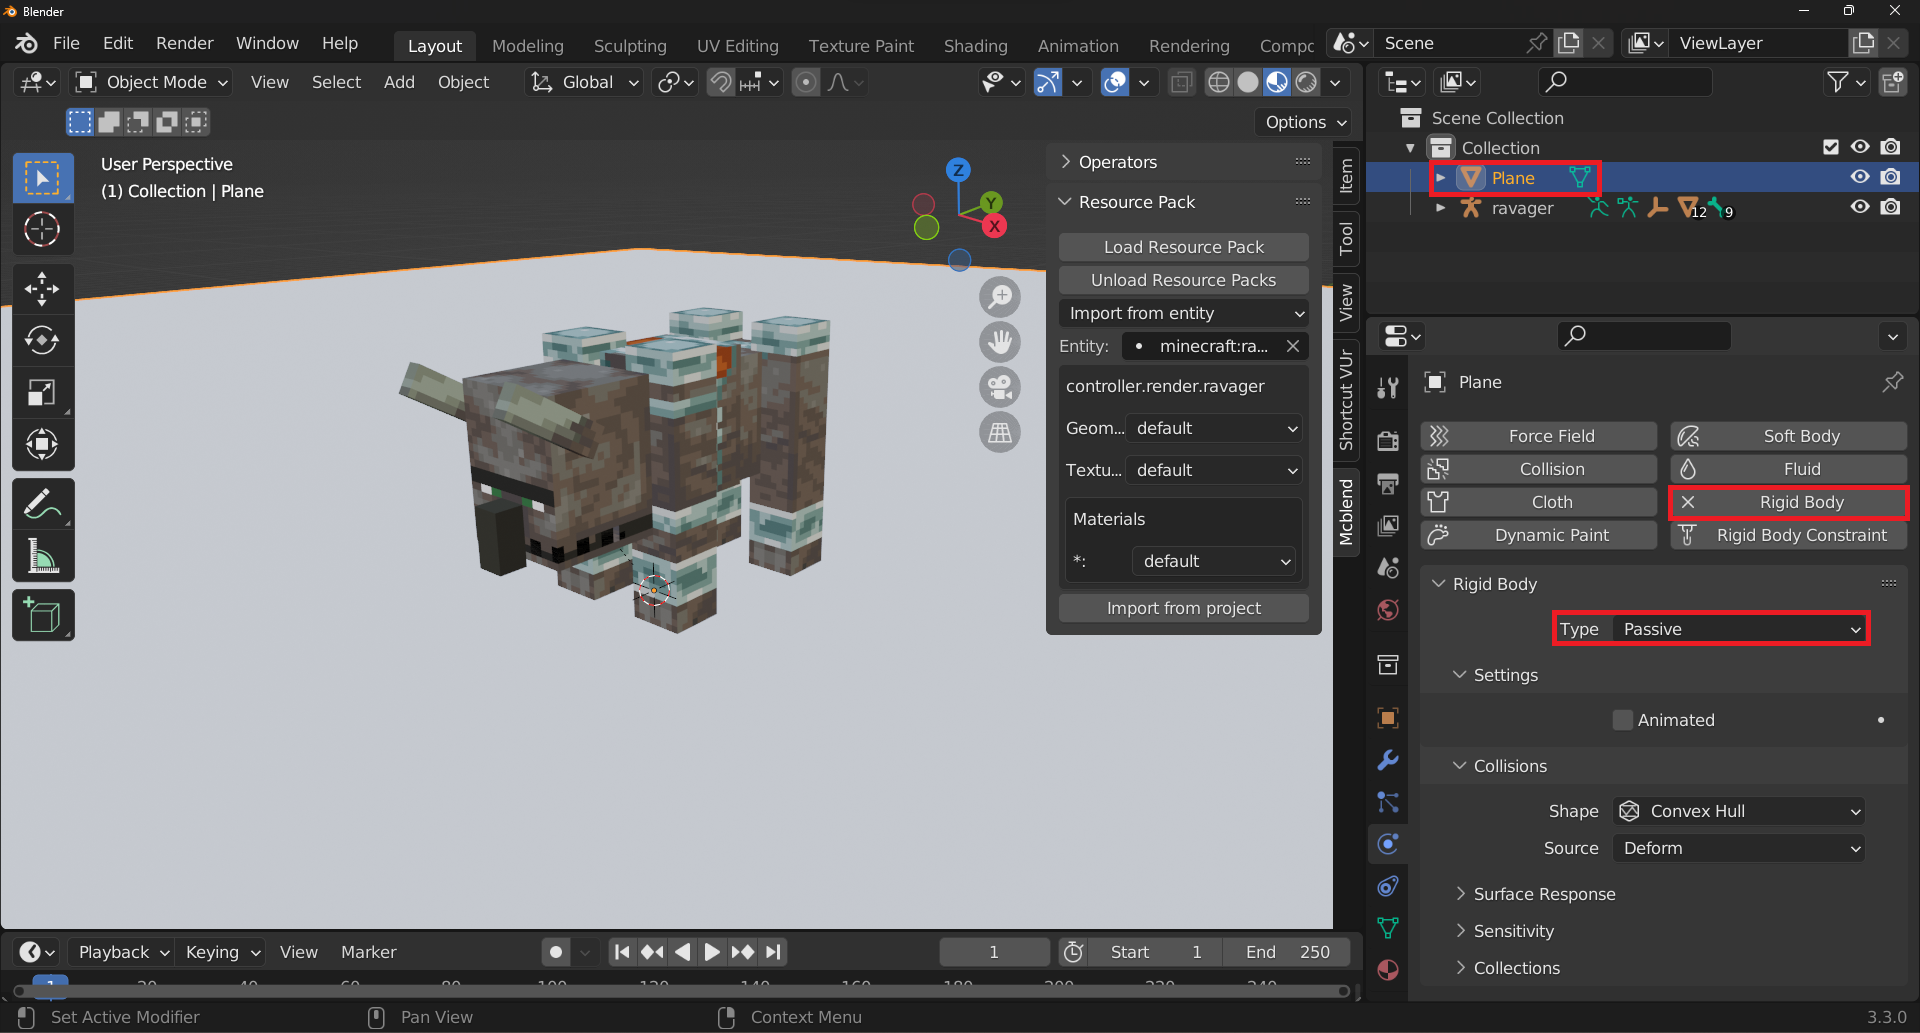 Blender
File Edit Render Window Help Layout Modeling Sculpting UV Editing Texture Paint Shading Animation Rendering Compc Scene ViewLayer
Object Mode View Select Add Object Global
Options
User Perspective
(1) Collection | Plane
Z
Y
X
Operators
Resource Pack
Load Resource Pack
Unload Resource Packs
Import from entity
Entity: • minecraft:ra...
controller.render.ravager
Geom... default
Textu... default
Materials
*: default
Import from project
Item
Tool
View
Shortcut VUr
Mcblend
Scene Collection
Collection
Plane
ravager 12 9
Plane
Force Field Soft Body
Collision Fluid
Cloth Rigid Body
Dynamic Paint Rigid Body Constraint
Rigid Body
Type Passive
Settings
Animated
Collisions
Shape Convex Hull
Source Deform
Surface Response
Sensitivity
Collections
Playback Keying View Marker 1 Start 1 End 250
1 20 40 60 80 100 120 140 160 180 200 220 240
Set Active Modifier Pan View Context Menu 3.3.0